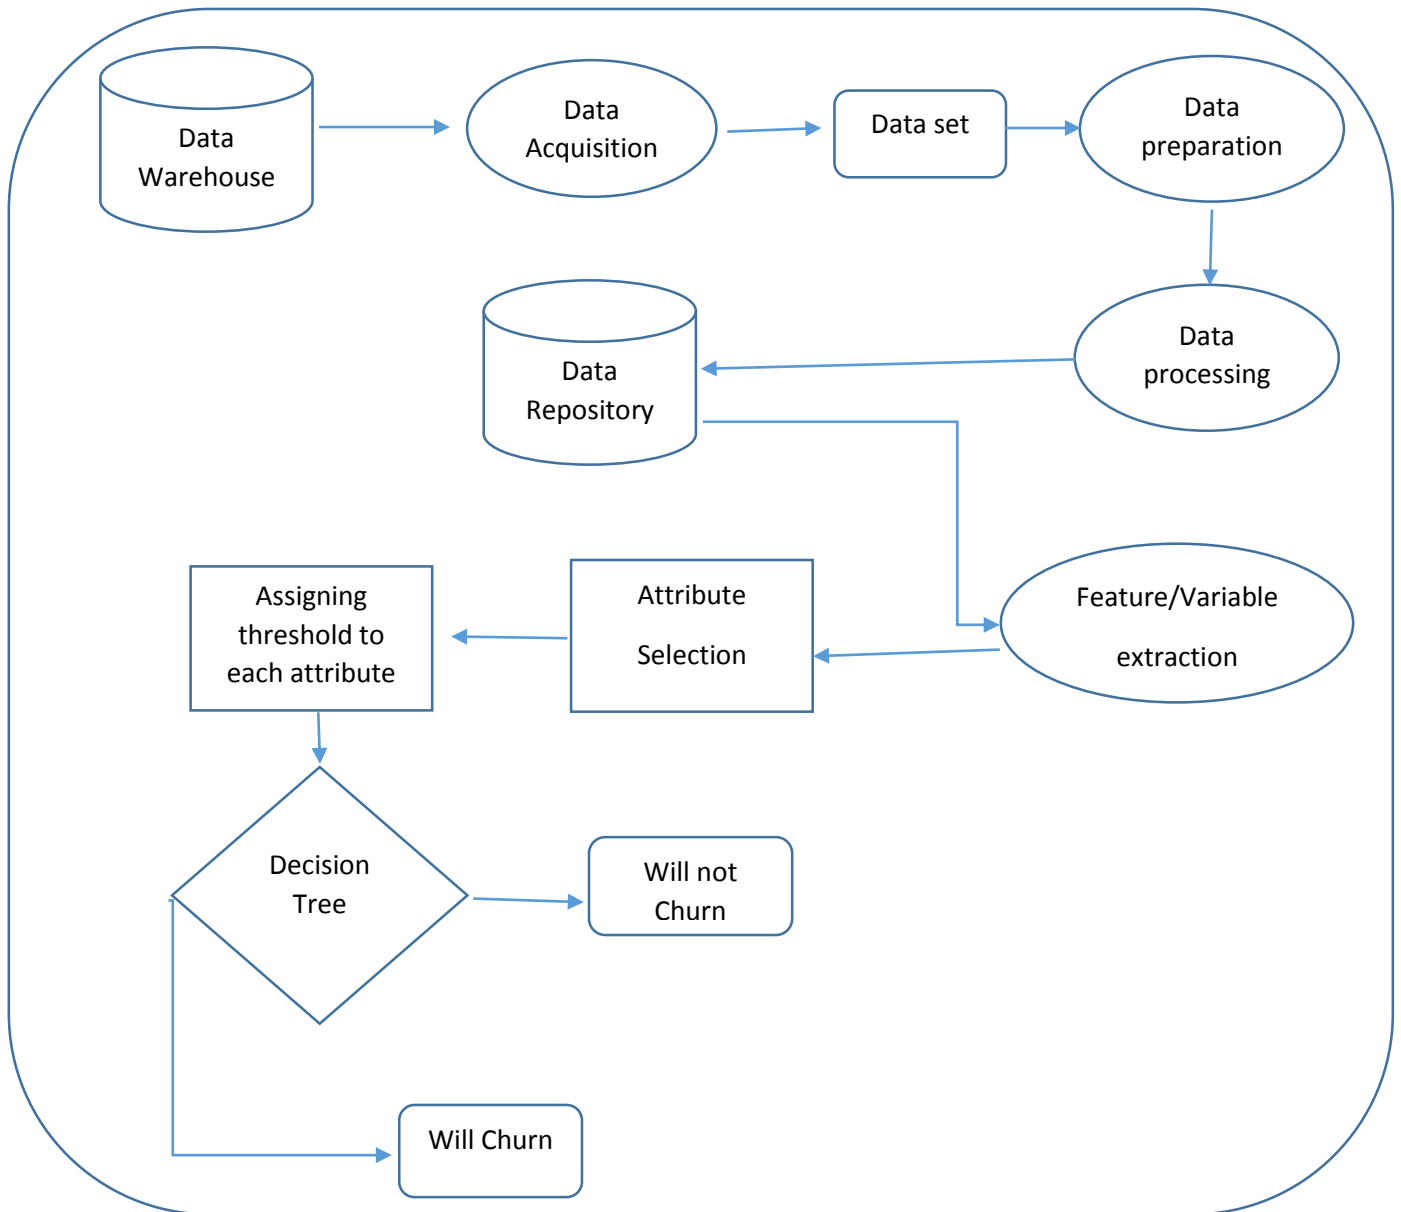 Data
Warehouse
Data
Acquisition
Data set
Data
preparation
Data
processing
Data
Repository
Feature/Variable
extraction
Attribute
Selection
Assigning
threshold to
each attribute
Decision
Tree
Will not
Churn
Will Churn